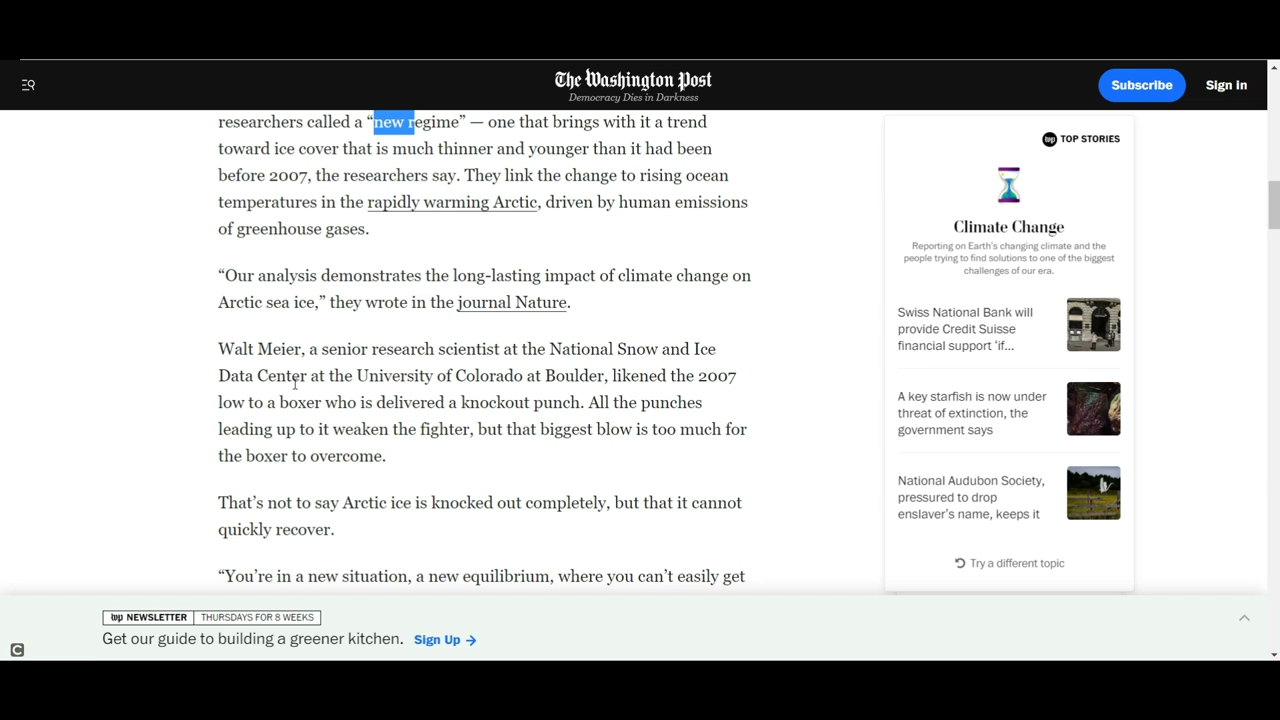 The Washington Post
Democracy Dies in Darkness
Subscribe
Sign in
researchers called a “new regime” — one that brings with it a trend
toward ice cover that is much thinner and younger than it had been
before 2007, the researchers say. They link the change to rising ocean
temperatures in the rapidly warming Arctic, driven by human emissions
of greenhouse gases.
“Our analysis demonstrates the long-lasting impact of climate change on
Arctic sea ice,” they wrote in the journal Nature.
Walt Meier, a senior research scientist at the National Snow and Ice
Data Center at the University of Colorado at Boulder, likened the 2007
low to a boxer who is delivered a knockout punch. All the punches
leading up to it weaken the fighter, but that biggest blow is too much for
the boxer to overcome.
That’s not to say Arctic ice is knocked out completely, but that it cannot
quickly recover.
“You’re in a new situation, a new equilibrium, where you can’t easily get
wp TOP STORIES
Climate Change
Reporting on Earth’s changing climate and the
people trying to find solutions to one of the biggest
challenges of our era.
Swiss National Bank will
provide Credit Suisse
financial support ‘if...
A key starfish is now under
threat of extinction, the
government says
National Audubon Society,
pressured to drop
enslaver’s name, keeps it
Try a different topic
wp NEWSLETTER THURSDAYS FOR 8 WEEKS
Get our guide to building a greener kitchen. Sign Up →